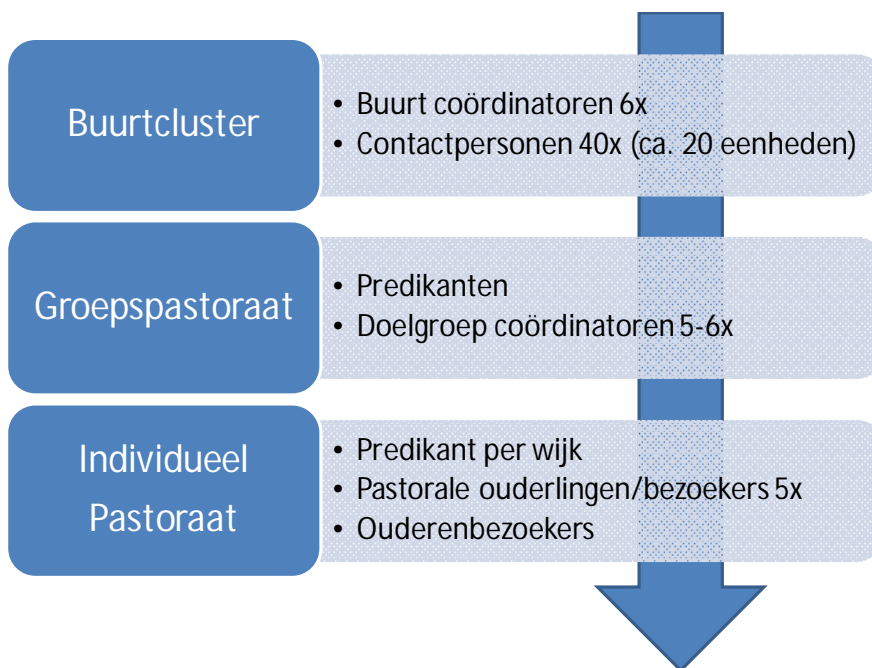 Buurtcluster
• Buurt coördinatoren 6x
• Contactpersonen 40x (ca. 20 eenheden)
Groepspastoraat
• Predikanten
• Doelgroep coördinatoren 5-6x
Individueel
Pastoraat
• Predikant per wijk
• Pastorale ouderlingen/bezoekers 5x
• Ouderenbezoekers